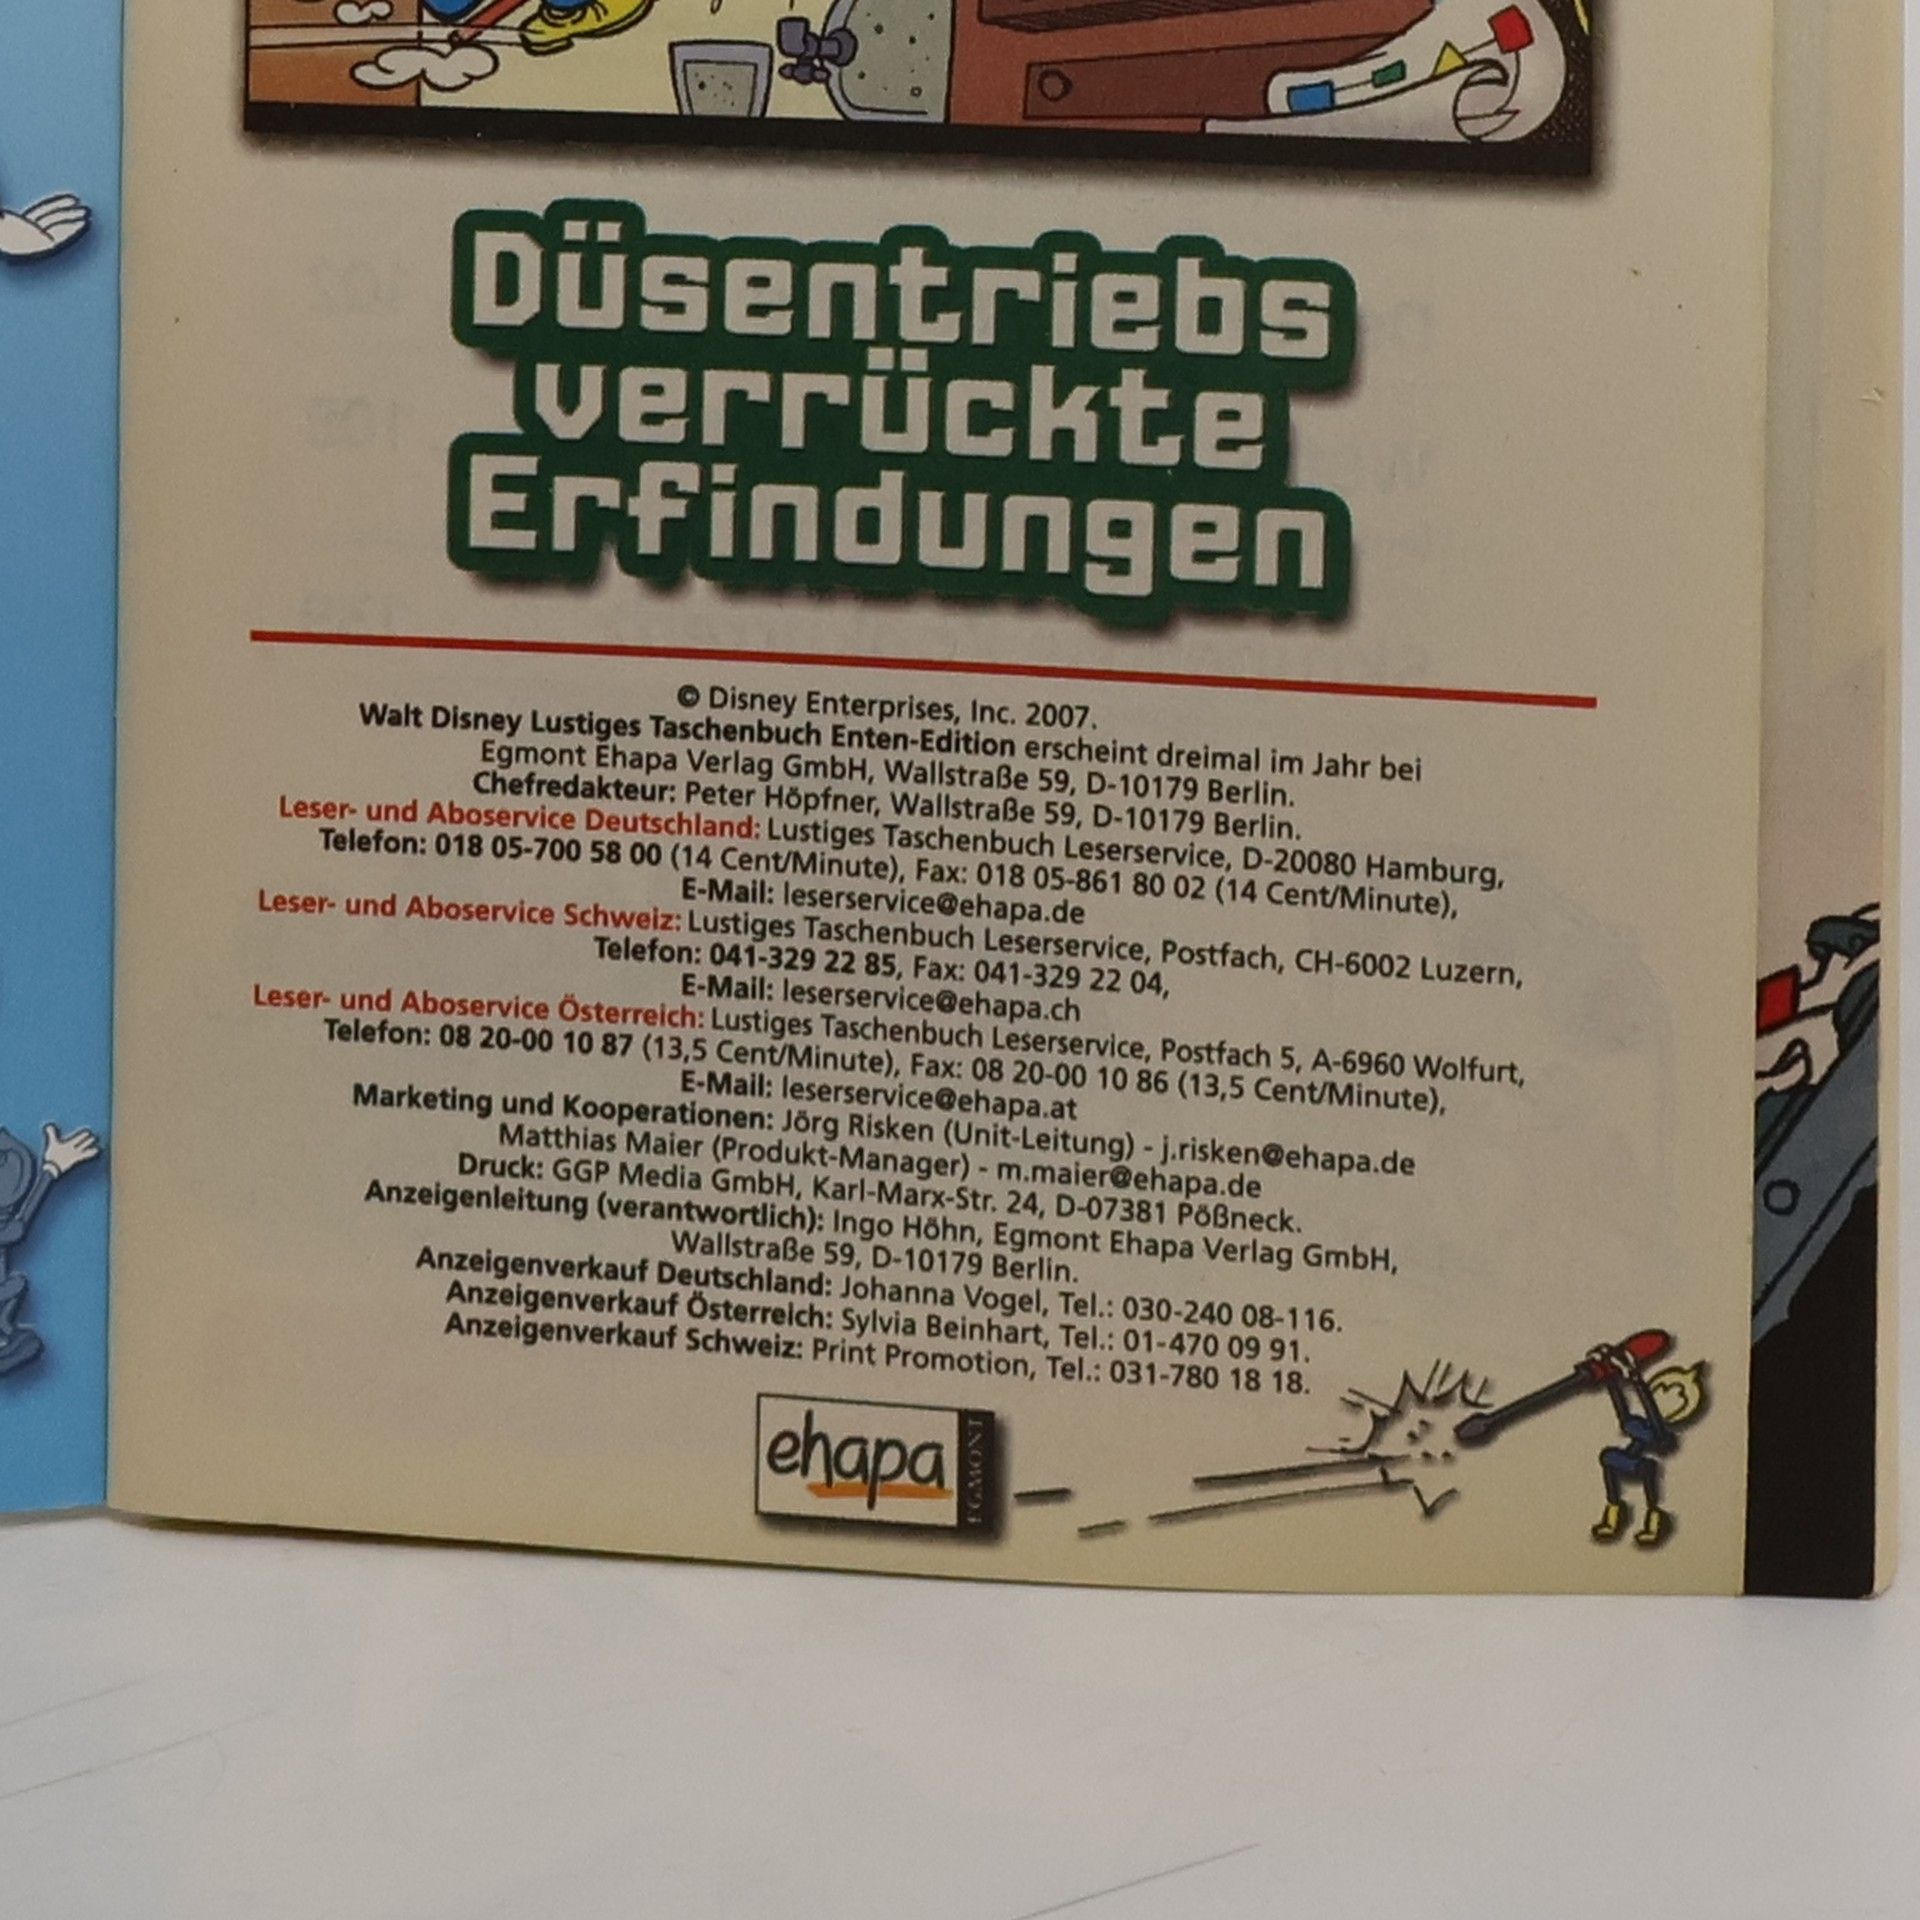 Düsentriebs
verrückte
Erfindungen
© Disney Enterprises, Inc. 2007.
Walt Disney Lustiges Taschenbuch Enten-Edition erscheint dreimal im Jahr bei
Egmont Ehapa Verlag GmbH, Wallstraße 59, D-10179 Berlin.
Chefredakteur: Peter Höpfner, Wallstraße 59, D-10179 Berlin.
Leser- und Aboservice Deutschland: Lustiges Taschenbuch Leserservice, D-20080 Hamburg,
Telefon: 018 05-700 58 00 (14 Cent/Minute), Fax: 018 05-861 80 02 (14 Cent/Minute),
E-Mail: leserservice@ehapa.de
Leser- und Aboservice Schweiz: Lustiges Taschenbuch Leserservice, Postfach, CH-6002 Luzern,
Telefon: 041-329 22 85, Fax: 041-329 22 04,
E-Mail: leserservice@ehapa.ch
Leser- und Aboservice Österreich: Lustiges Taschenbuch Leserservice, Postfach 5, A-6960 Wolfurt,
Telefon: 08 20-00 10 87 (13,5 Cent/Minute), Fax: 08 20-00 10 86 (13,5 Cent/Minute),
E-Mail: leserservice@ehapa.at
Marketing und Kooperationen: Jörg Risken (Unit-Leitung) - j.risken@ehapa.de
Matthias Maier (Produkt-Manager) - m.maier@ehapa.de
Druck: GGP Media GmbH, Karl-Marx-Str. 24, D-07381 Pößneck.
Anzeigenleitung (verantwortlich): Ingo Höhn, Egmont Ehapa Verlag GmbH,
Wallstraße 59, D-10179 Berlin.
Anzeigenverkauf Deutschland: Johanna Vogel, Tel.: 030-240 08-116.
Anzeigenverkauf Österreich: Sylvia Beinhart, Tel.: 01-470 09 91.
Anzeigenverkauf Schweiz: Print Promotion, Tel.: 031-780 18 18.
ehapa
EGMONT